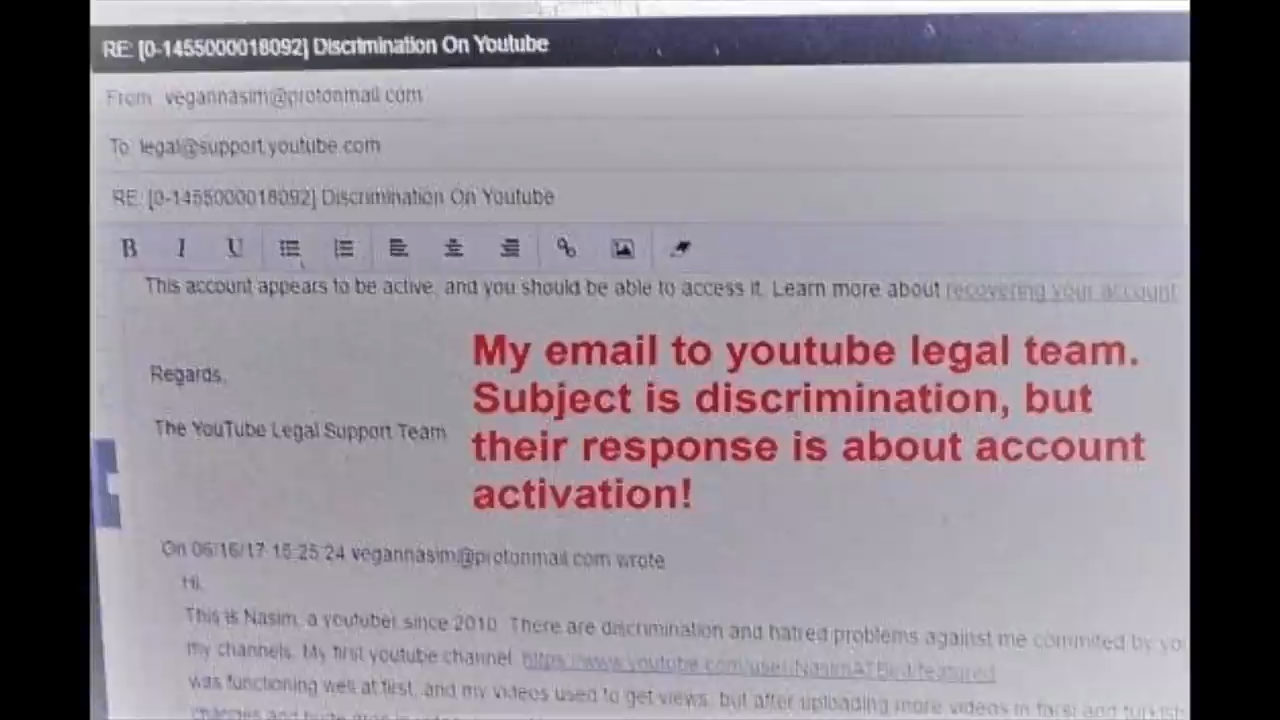 RE: [0-1455000018092] Discrimination On Youtube
From vegannasim@protonmail.com
To legal@support.youtube.com
RE: [0-1455000018092] Discrimination On Youtube
B I U
This account appears to be active, and you should be able to access it. Learn more about recovering your account
Regards,
The YouTube Legal Support Team
My email to youtube legal team.
Subject is discrimination, but
their response is about account
activation!
On 06/16/17 15:25:24 vegannasim@protonmail.com wrote
Hi,
This is Nasim, a youtuber since 2010. There are discrimination and hatred problems against me commited by yo
my channels. My first youtube channel
was functioning well at first, and my videos used to get views, but after uploading more videos in farsi and turkish